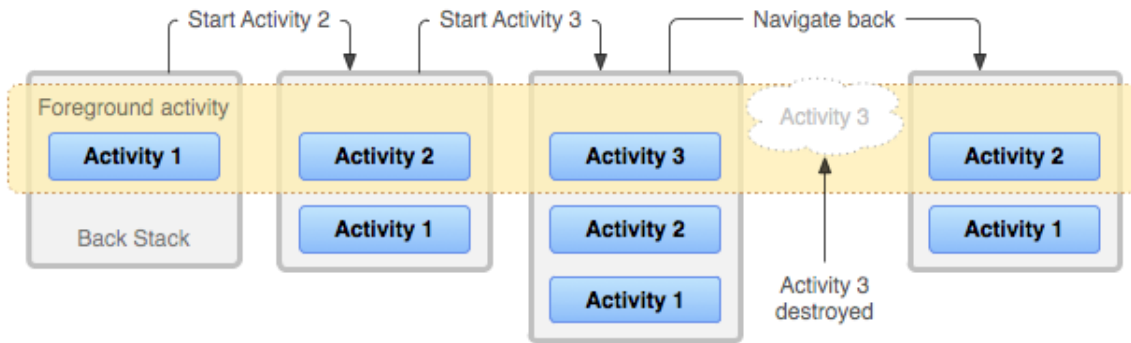 Start Activity 2
Start Activity 3
Navigate back
Foreground activity
Activity 1
Back Stack
Activity 2
Activity 1
Activity 3
Activity 2
Activity 1
Activity 3
Activity 3
destroyed
Activity 2
Activity 1